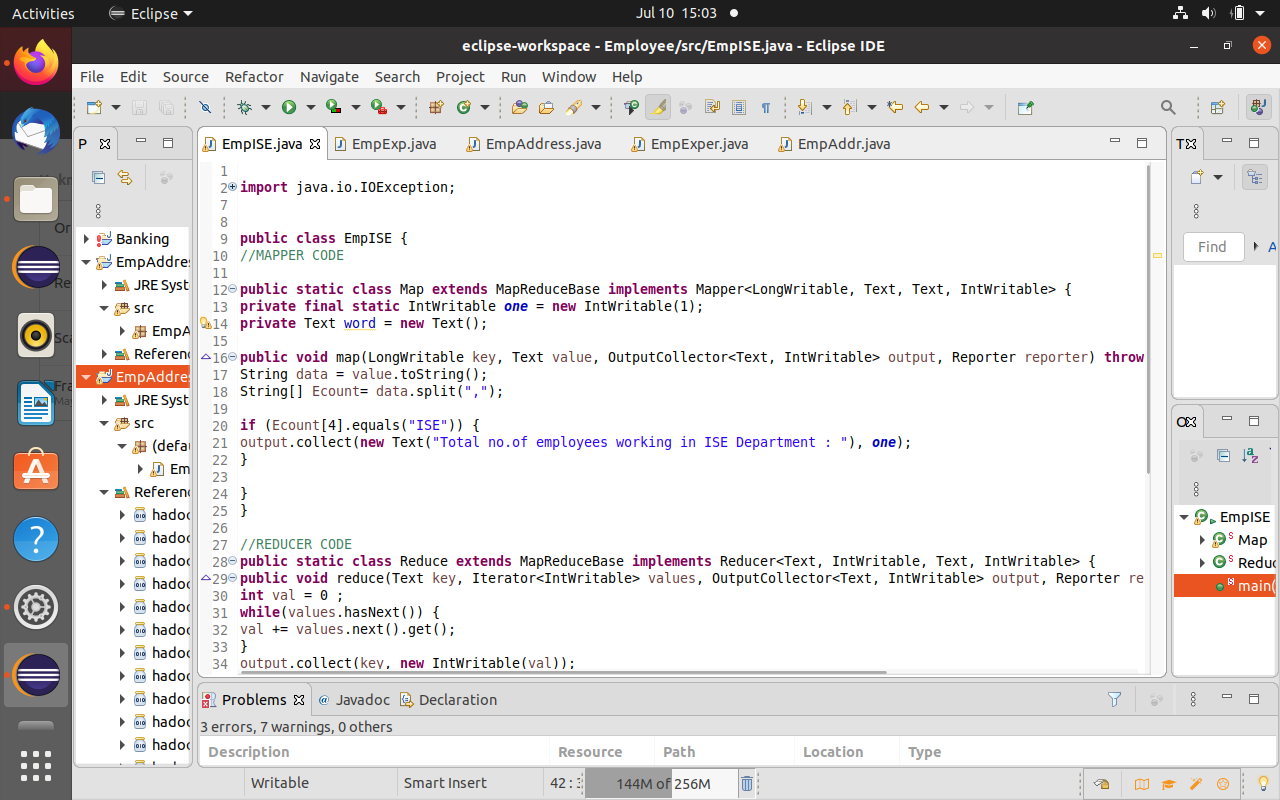 Activities Eclipse Jul 10 15:03
eclipse-workspace - Employee/src/EmpISE.java - Eclipse IDE
File Edit Source Refactor Navigate Search Project Run Window Help
P EmpISE.java EmpExp.java EmpAddress.java EmpExper.java EmpAddr.java T
Banking
EmpAddre
JRE Syst
src
EmpA
Referenc
EmpAddre
JRE Syst
src
(defau
Em
Referenc
hadoo
hadoo
hadoo
hadoo
hadoo
hadoo
hadoo
hadoo
hadoo
hadoo
hadoo
1
2 import java.io.IOException;
7
8
9 public class EmpISE {
10 //MAPPER CODE
11
12 public static class Map extends MapReduceBase implements Mapper<LongWritable, Text, Text, IntWritable> {
13 private final static IntWritable one = new IntWritable(1);
14 private Text word = new Text();
15
16 public void map(LongWritable key, Text value, OutputCollector<Text, IntWritable> output, Reporter reporter) throw
17 String data = value.toString();
18 String[] Ecount= data.split(",");
19
20 if (Ecount[4].equals("ISE")) {
21 output.collect(new Text("Total no.of employees working in ISE Department : "), one);
22 }
23
24 }
25 }
26
27 //REDUCER CODE
28 public static class Reduce extends MapReduceBase implements Reducer<Text, IntWritable, Text, IntWritable> {
29 public void reduce(Text key, Iterator<IntWritable> values, OutputCollector<Text, IntWritable> output, Reporter re
30 int val = 0 ;
31 while(values.hasNext()) {
32 val += values.next().get();
33 }
34 output.collect(key, new IntWritable(val));
Find A
O
EmpISE
Map
Reduc
main(
Problems Javadoc Declaration
3 errors, 7 warnings, 0 others
Description Resource Path Location Type
Writable Smart Insert 42 : 144M of 256M